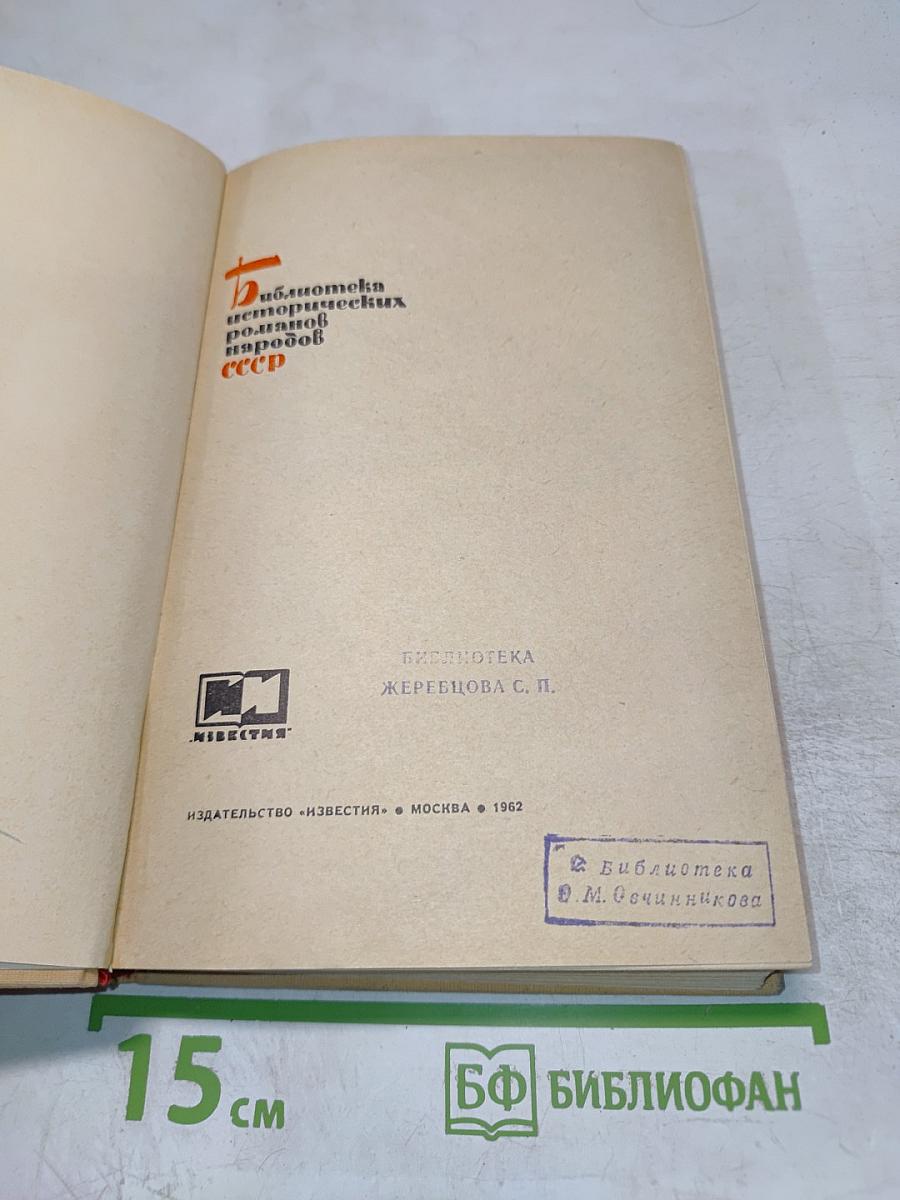 Библиотека
исторических
романов
народов
СССР
БИБЛИОТЕКА
ЖЕРЕБЦОВА С. П.
„ИЗВЕСТИЯ“
ИЗДАТЕЛЬСТВО «ИЗВЕСТИЯ» ● МОСКВА ● 1962
Библиотека
М. Овчинникова
15 см
БФ БИБЛИОФАН